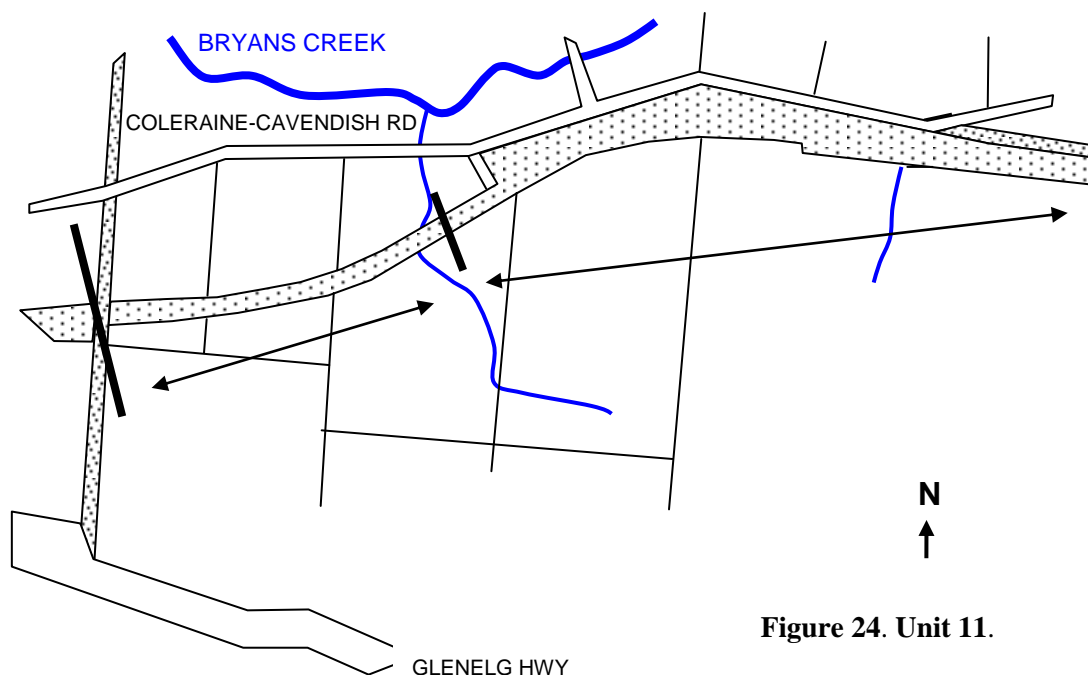 BRYANS CREEK
COLERAINE-CAVENDISH RD
N
Figure 24. Unit 11.
GLENELG HWY